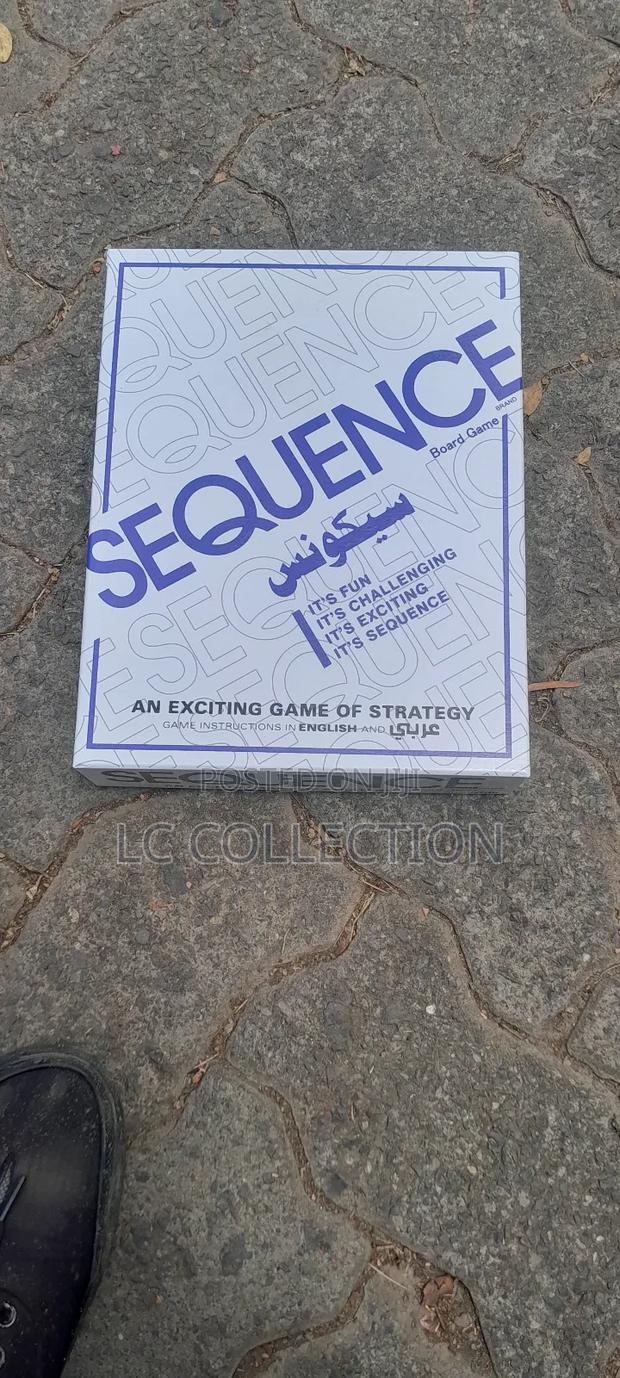 SEQUENCE
BRAND
Board Game
سيكونس
IT'S FUN
IT'S CHALLENGING
IT'S EXCITING
IT'S SEQUENCE
AN EXCITING GAME OF STRATEGY
GAME INSTRUCTIONS IN ENGLISH AND عربي
SEQUENCE
POSTED ON JIJI
LC COLLECTION